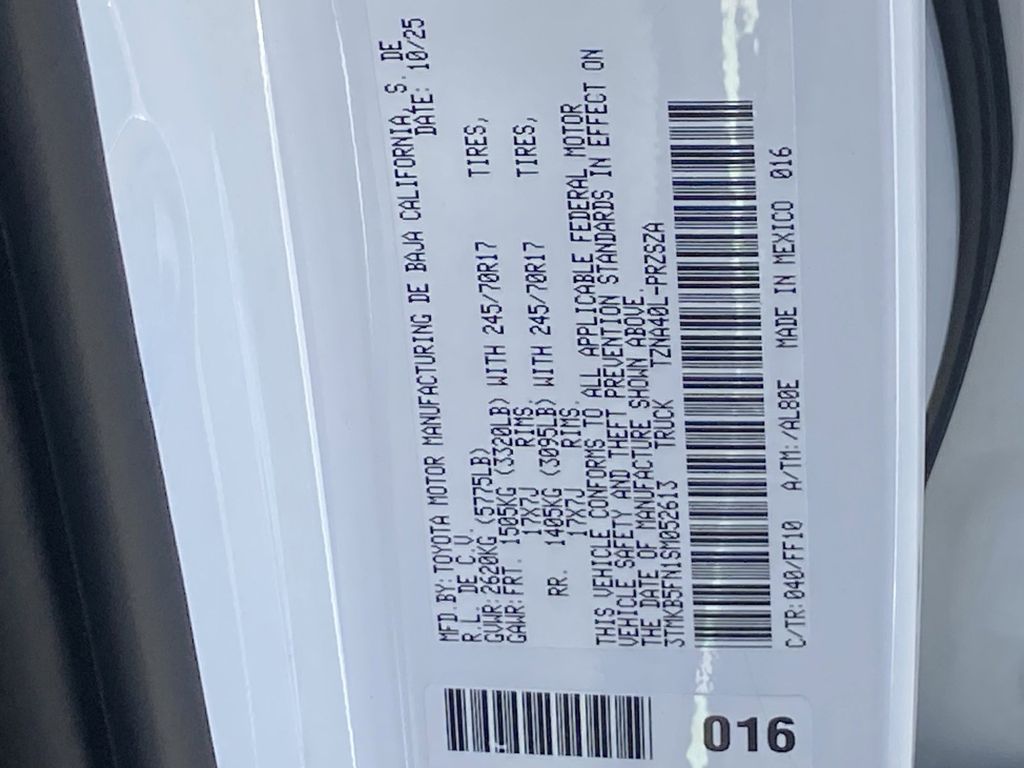 MFD.BY: TOYOTA MOTOR MANUFACTURING DE BAJA CALIFORNIA, S. DE
R.L. DE C.V. DATE: 10/25
GVWR: 2620KG (5775LB)
GAWR: FRT. 1505KG (3320LB) WITH 245/70R17 TIRES,
17X7J RIMS.
RR. 1405KG (3095LB) WITH 245/70R17 TIRES,
17X7J RIMS.
THIS VEHICLE CONFORMS TO ALL APPLICABLE FEDERAL MOTOR
VEHICLE SAFETY AND THEFT PREVENTION STANDARDS IN EFFECT ON
THE DATE OF MANUFACTURE SHOWN ABOVE.
3TMKB5FN1SM052613 TRUCK TZNA40L-PRZSZA
C/TR: 040/FF10 A/TM: /AL80E MADE IN MEXICO 016
016